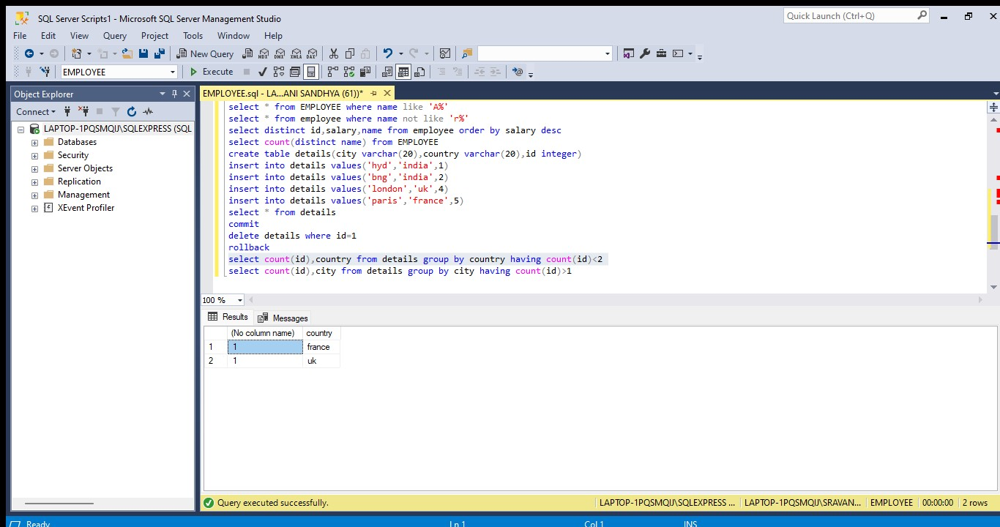 SQL Server Scripts1 - Microsoft SQL Server Management Studio
Quick Launch (Ctrl+Q)
File Edit View Query Project Tools Window Help
New Query MDX DMX XMLA DAX
EMPLOYEE Execute
Object Explorer
EMPLOYEE.sql - LA...ANI SANDHYA (61))*
Connect
LAPTOP-1PQSMQIJ\SQLEXPRESS (SQL
Databases
Security
Server Objects
Replication
Management
XEvent Profiler
select * from EMPLOYEE where name like 'A%'
select * from employee where name not like 'r%'
select distinct id,salary,name from employee order by salary desc
select count(distinct name) from EMPLOYEE
create table details(city varchar(20),country varchar(20),id integer)
insert into details values('hyd','india',1)
insert into details values('bng','india',2)
insert into details values('london','uk',4)
insert into details values('paris','france',5)
select * from details
commit
delete details where id=1
rollback
select count(id),country from details group by country having count(id)<2
select count(id),city from details group by city having count(id)>1
100 %
Results Messages
(No column name) country
1 1 france
2 1 uk
Query executed successfully.
LAPTOP-1PQSMQIJ\SQLEXPRESS ... LAPTOP-1PQSMQIJ\SRAVAN... EMPLOYEE 00:00:00 2 rows
Ready Ln 1 Col 1 INS